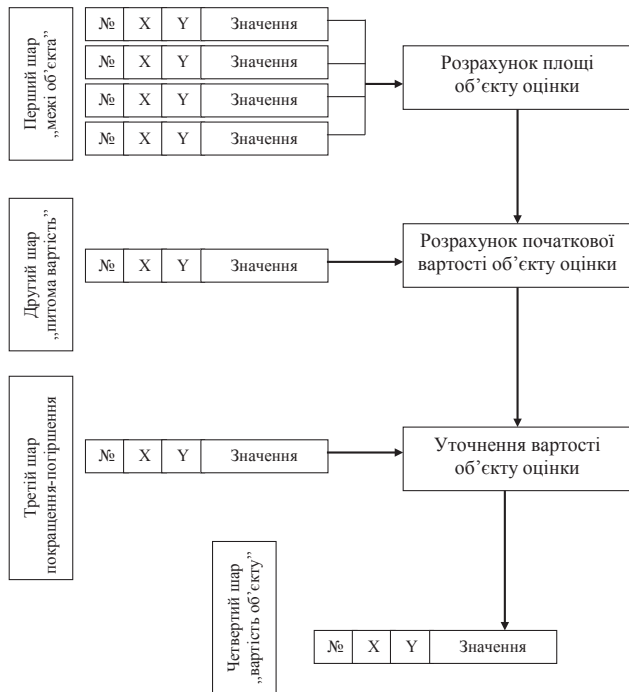 Перший шар
„межі об’єкта”
№ X Y Значення
№ X Y Значення
№ X Y Значення
№ X Y Значення
Розрахунок площі
об’єкту оцінки
Другий шар
„питома вартість”
№ X Y Значення
Розрахунок початкової
вартості об’єкту оцінки
Третій шар
покращення-погіршення
№ X Y Значення
Уточнення вартості
об’єкту оцінки
Четвертий шар
„вартість об’єкту”
№ X Y Значення